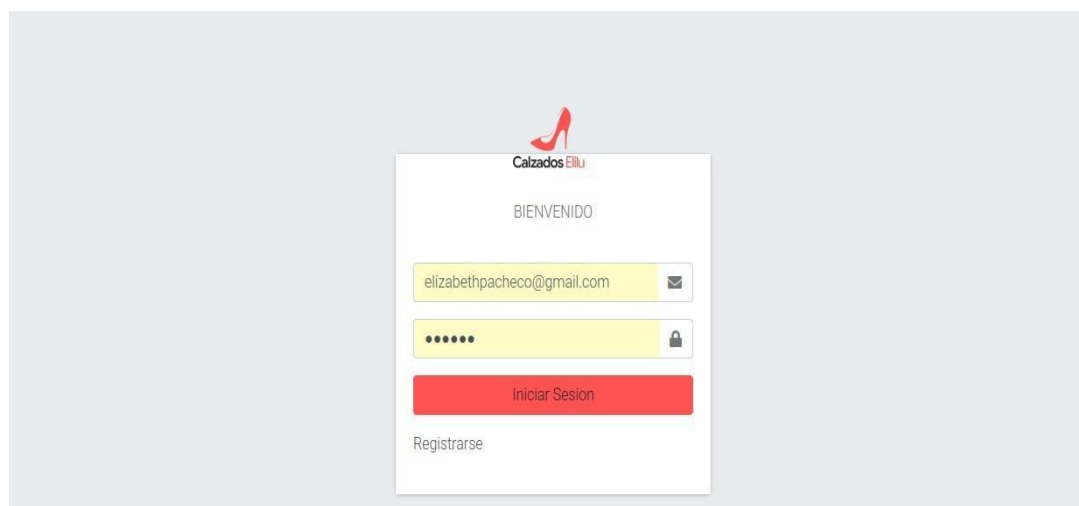 Calzados Elilu
BIENVENIDO
elizabethpacheco@gmail.com
••••••
Iniciar Sesion
Registrarse